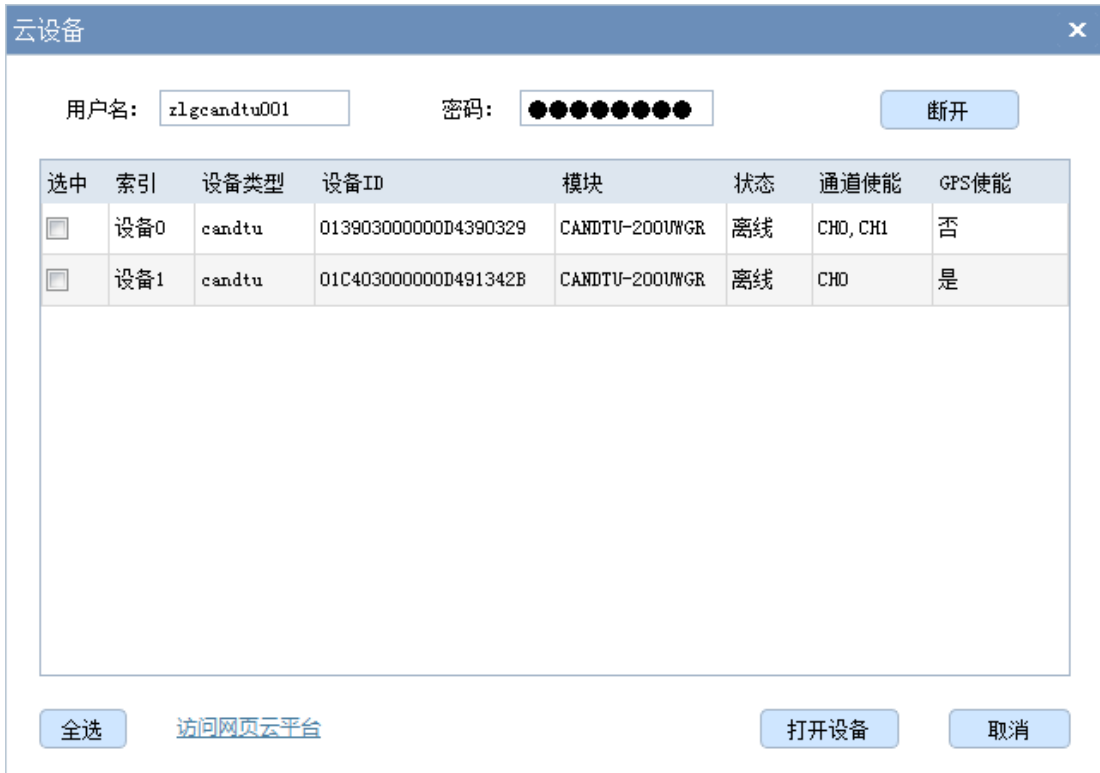 云设备
用户名: zlgcandtu001 密码: ●●●●●●●● 断开
选中 索引 设备类型 设备ID 模块 状态 通道使能 GPS使能
设备0 candtu 013903000000D4390329 CANDTU-200UWGR 离线 CH0, CH1 否
设备1 candtu 01C403000000D491342B CANDTU-200UWGR 离线 CH0 是
全选 访问网页云平台 打开设备 取消